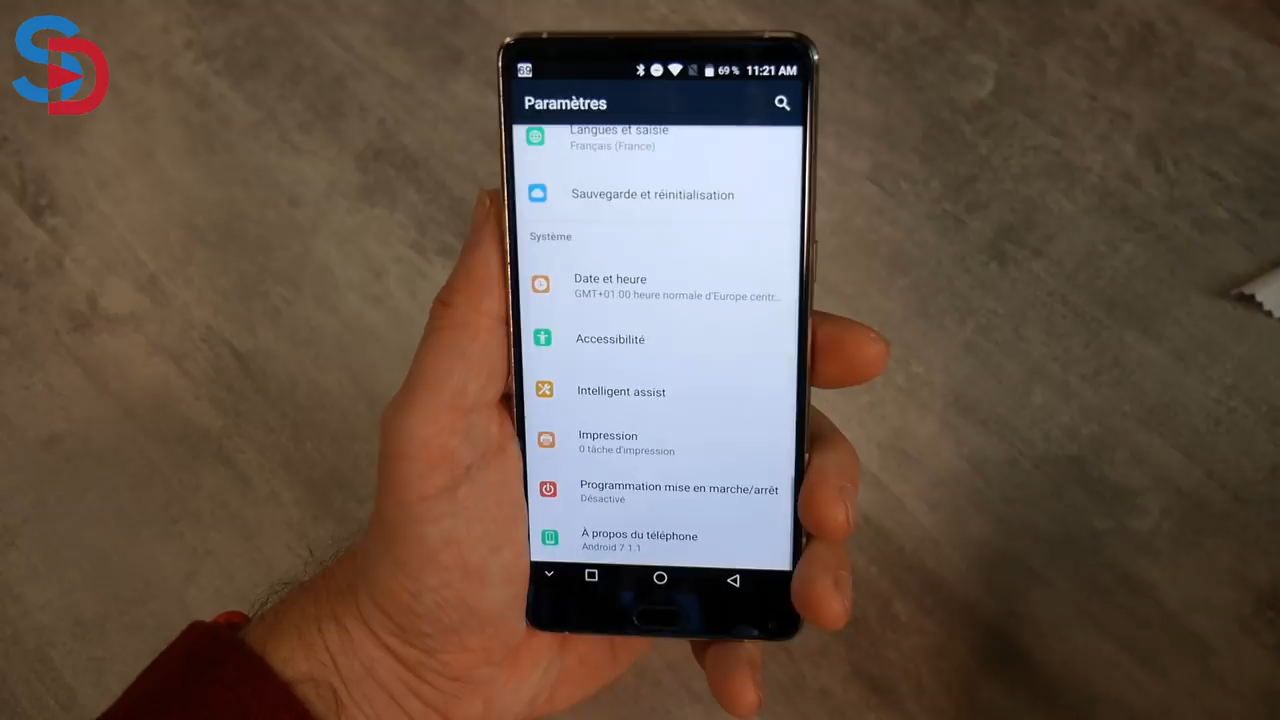 SD
69
69 % 11:21 AM
Paramètres
Langues et saisie
Français (France)
Sauvegarde et réinitialisation
Système
Date et heure
GMT+01:00 heure normale d'Europe centr...
Accessibilité
Intelligent assist
Impression
0 tâche d'impression
Programmation mise en marche/arrêt
Désactivé
À propos du téléphone
Android 7.1.1